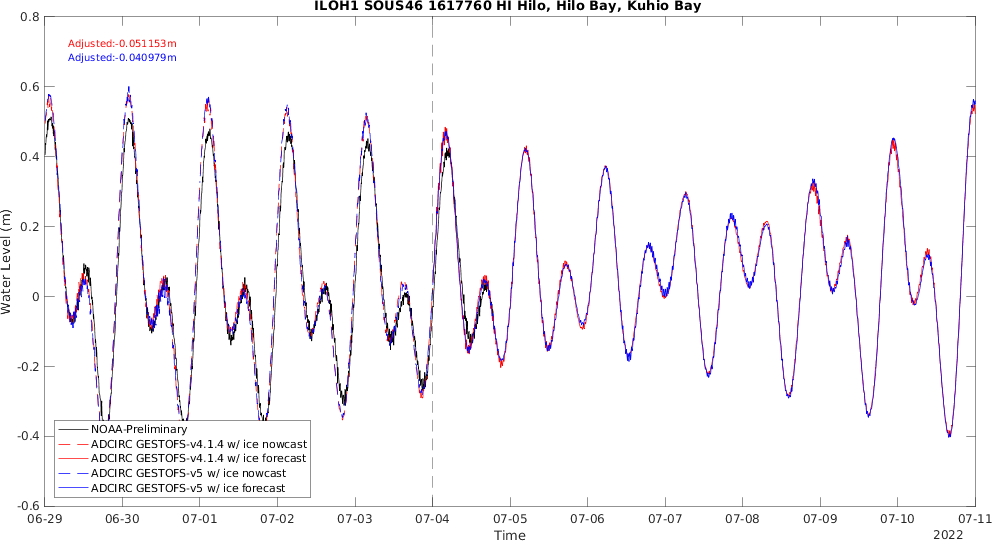 ILOH1 SOUS46 1617760 HI Hilo, Hilo Bay, Kuhio Bay
Adjusted:-0.051153m
Adjusted:-0.040979m
0.8
0.6
0.4
0.2
0
-0.2
-0.4
-0.6
Water Level (m)
NOAA-Preliminary
ADCIRC GESTOFS-v4.1.4 w/ ice nowcast
ADCIRC GESTOFS-v4.1.4 w/ ice forecast
ADCIRC GESTOFS-v5 w/ ice nowcast
ADCIRC GESTOFS-v5 w/ ice forecast
06-29 06-30 07-01 07-02 07-03 07-04 07-05 07-06 07-07 07-08 07-09 07-10 07-11
Time
2022